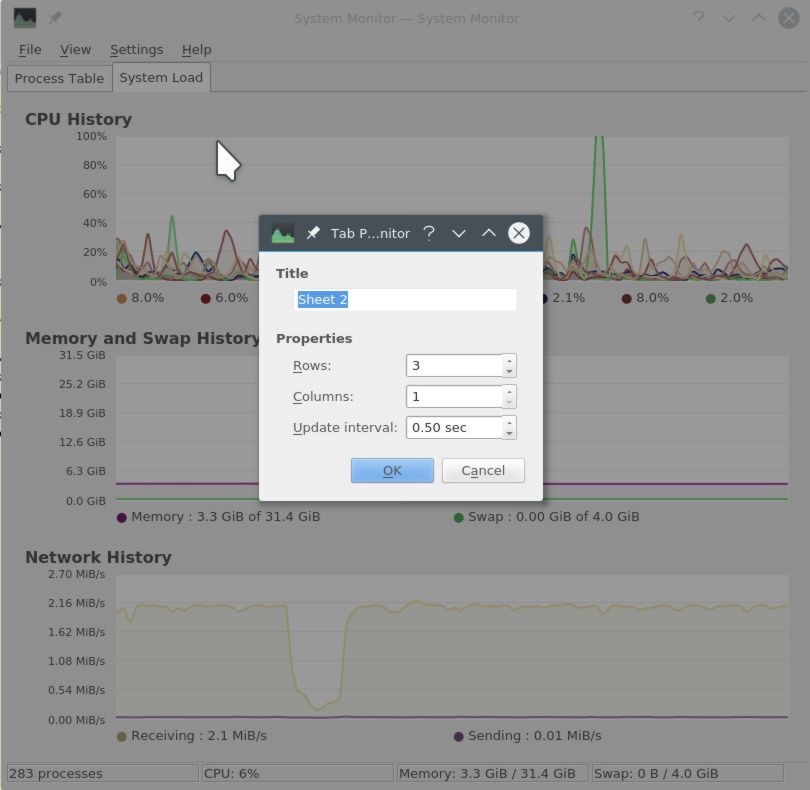 System Monitor — System Monitor
File View Settings Help
Process Table System Load
CPU History
100%
80%
60%
40%
20%
0%
8.0% 6.0% 2.1% 8.0% 2.0%
Tab P...nitor
Title
Sheet 2
Properties
Rows: 3
Columns: 1
Update interval: 0.50 sec
OK Cancel
Memory and Swap History
31.5 GiB
25.2 GiB
18.9 GiB
12.6 GiB
6.3 GiB
0.0 GiB
Memory : 3.3 GiB of 31.4 GiB Swap : 0.00 GiB of 4.0 GiB
Network History
2.70 MiB/s
2.16 MiB/s
1.62 MiB/s
1.08 MiB/s
0.54 MiB/s
0.00 MiB/s
Receiving : 2.1 MiB/s Sending : 0.01 MiB/s
283 processes CPU: 6% Memory: 3.3 GiB / 31.4 GiB Swap: 0 B / 4.0 GiB